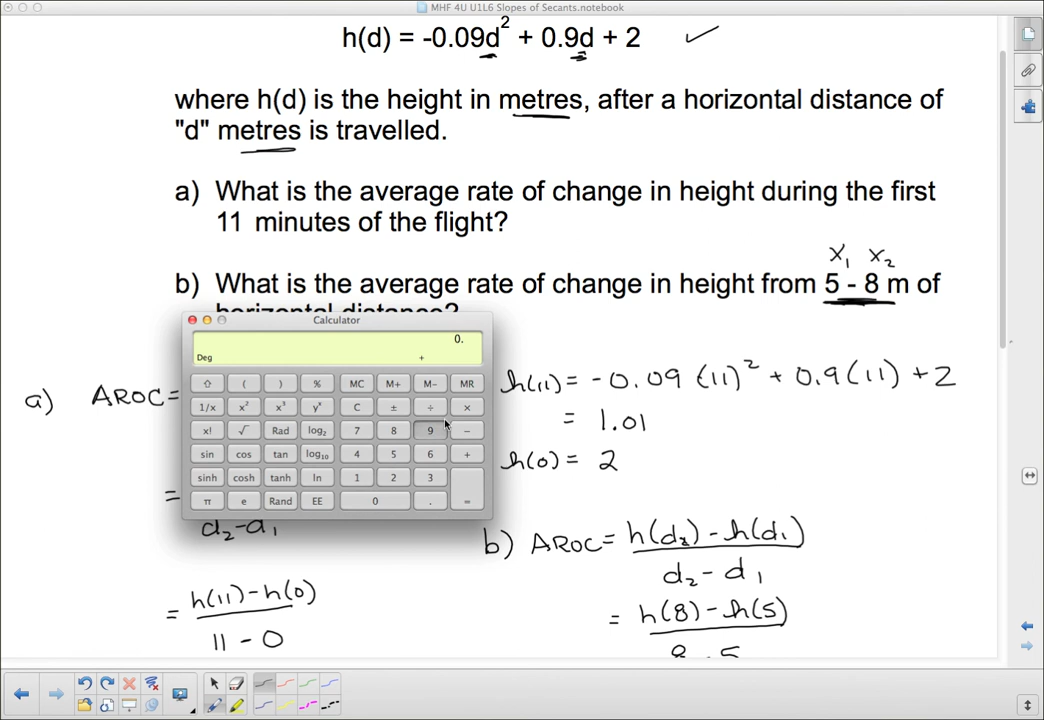 MHF 4U U1L6 Slopes of Secants.notebook
h(d) = -0.09d² + 0.9d + 2 ✓
where h(d) is the height in metres, after a horizontal distance of
"d" metres is travelled.
a) What is the average rate of change in height during the first
11 minutes of the flight?
x₁ x₂
b) What is the average rate of change in height from 5 - 8 m of
horizontal distance?
Calculator
0.
Deg +
( ) % MC M+ M- MR
1/x x² x³ yˣ C ± ÷ ×
x! √ Rad log₂ 7 8 9 −
sin cos tan log₁₀ 4 5 6 +
sinh cosh tanh ln 1 2 3
π e Rand EE 0 . =
a) AROC =
=
d₂-d₁
= h(11) - h(0)
11 - 0
h(11) = -0.09 (11)² + 0.9(11) + 2
= 1.01
h(0) = 2
b) AROC = h(d₂) - h(d₁)
d₂ - d₁
= h(8) - h(5)
8 - 5